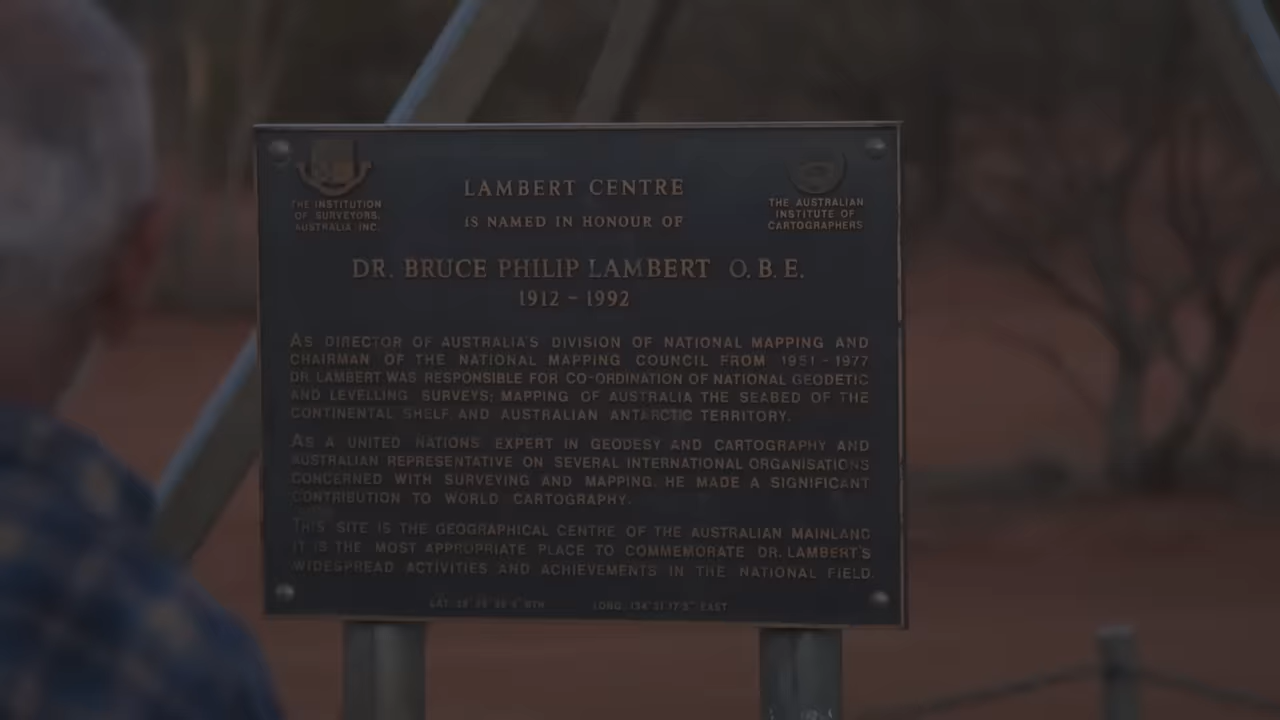 LAMBERT CENTRE
IS NAMED IN HONOUR OF
THE INSTITUTION
OF SURVEYORS,
AUSTRALIA INC.
THE AUSTRALIAN
INSTITUTE OF
CARTOGRAPHERS
DR. BRUCE PHILIP LAMBERT O.B.E.
1912 - 1992
AS DIRECTOR OF AUSTRALIA'S DIVISION OF NATIONAL MAPPING AND
CHAIRMAN OF THE NATIONAL MAPPING COUNCIL FROM 1951 - 1977
DR. LAMBERT WAS RESPONSIBLE FOR CO-ORDINATION OF NATIONAL GEODETIC
AND LEVELLING SURVEYS; MAPPING OF AUSTRALIA THE SEABED OF THE
CONTINENTAL SHELF AND AUSTRALIAN ANTARCTIC TERRITORY.
AS A UNITED NATIONS EXPERT IN GEODESY AND CARTOGRAPHY AND
AUSTRALIAN REPRESENTATIVE ON SEVERAL INTERNATIONAL ORGANISATIONS
CONCERNED WITH SURVEYING AND MAPPING. HE MADE A SIGNIFICANT
CONTRIBUTION TO WORLD CARTOGRAPHY.
THIS SITE IS THE GEOGRAPHICAL CENTRE OF THE AUSTRALIAN MAINLAND
IT IS THE MOST APPROPRIATE PLACE TO COMMEMORATE DR. LAMBERT'S
WIDESPREAD ACTIVITIES AND ACHIEVEMENTS IN THE NATIONAL FIELD.
LAT. LONG. EAST